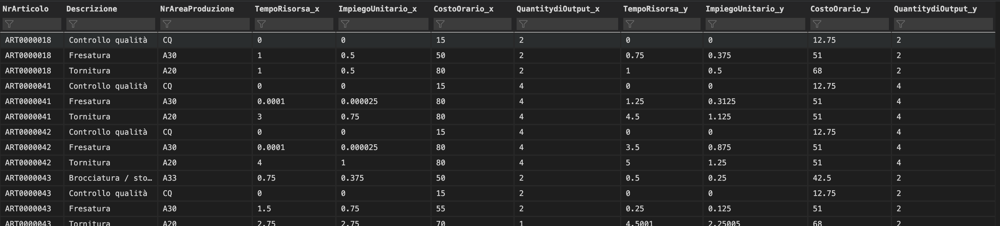 NrArticolo Descrizione NrAreaProduzione TempoRisorsa_x ImpiegoUnitario_x CostoOrario_x QuantitydiOutput_x TempoRisorsa_y ImpiegoUnitario_y CostoOrario_y QuantitydiOutput_y
ART0000018 Controllo qualità CQ 0 0 15 2 0 0 12.75 2
ART0000018 Fresatura A30 1 0.5 50 2 0.75 0.375 51 2
ART0000018 Tornitura A20 1 0.5 80 2 1 0.5 68 2
ART0000041 Controllo qualità CQ 0 0 15 4 0 0 12.75 4
ART0000041 Fresatura A30 0.0001 0.000025 80 4 1.25 0.3125 51 4
ART0000041 Tornitura A20 3 0.75 80 4 4.5 1.125 51 4
ART0000042 Controllo qualità CQ 0 0 15 4 0 0 12.75 4
ART0000042 Fresatura A30 0.0001 0.000025 80 4 3.5 0.875 51 4
ART0000042 Tornitura A20 4 1 80 4 5 1.25 51 4
ART0000043 Brocciatura / sto… A33 0.75 0.375 50 2 0.5 0.25 42.5 2
ART0000043 Controllo qualità CQ 0 0 15 2 0 0 12.75 2
ART0000043 Fresatura A30 1.5 0.75 55 2 0.25 0.125 51 2
ART0000043 Tornitura A20 2.75 2.75 70 1 4.5001 2.25005 68 2